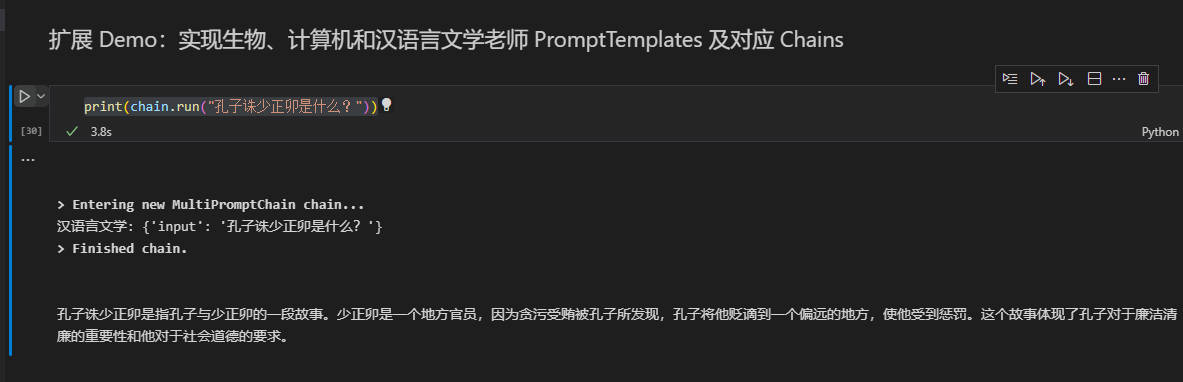 扩展 Demo：实现生物、计算机和汉语言文学老师 PromptTemplates 及对应 Chains
print(chain.run("孔子诛少正卯是什么？"))
[30]
3.8s
Python
...
> Entering new MultiPromptChain chain...
汉语言文学: {'input': '孔子诛少正卯是什么？'}
> Finished chain.
孔子诛少正卯是指孔子与少正卯的一段故事。少正卯是一个地方官员，因为贪污受贿被孔子所发现，孔子将他贬谪到一个偏远的地方，使他受到惩罚。这个故事体现了孔子对于廉洁清
廉的重要性和他对于社会道德的要求。